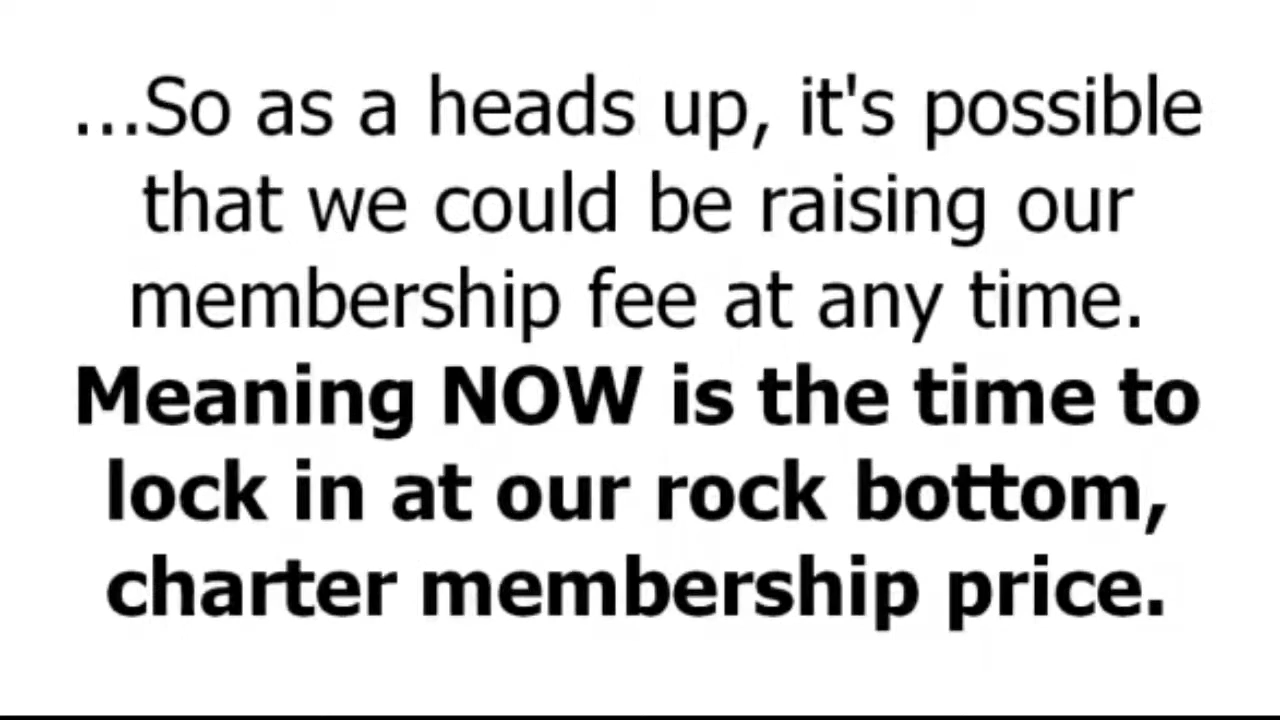 ...So as a heads up, it's possible
that we could be raising our
membership fee at any time.
Meaning NOW is the time to
lock in at our rock bottom,
charter membership price.